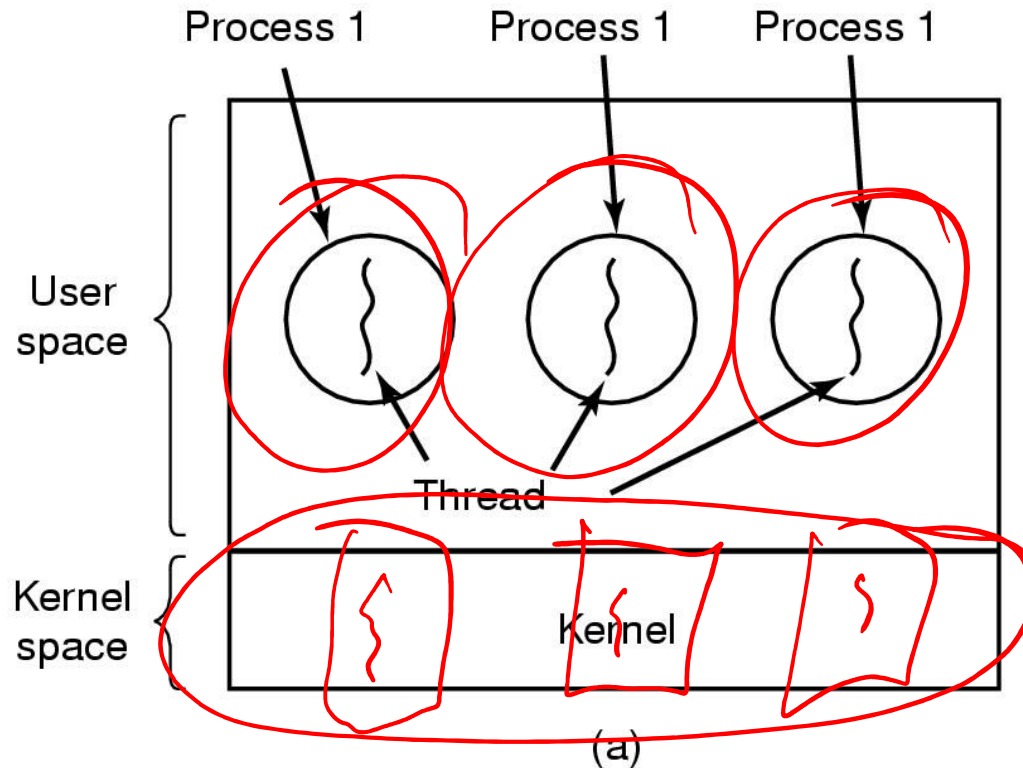 Process 1 Process 1 Process 1
User
space
Thread
Kernel
space
Kernel
(a)